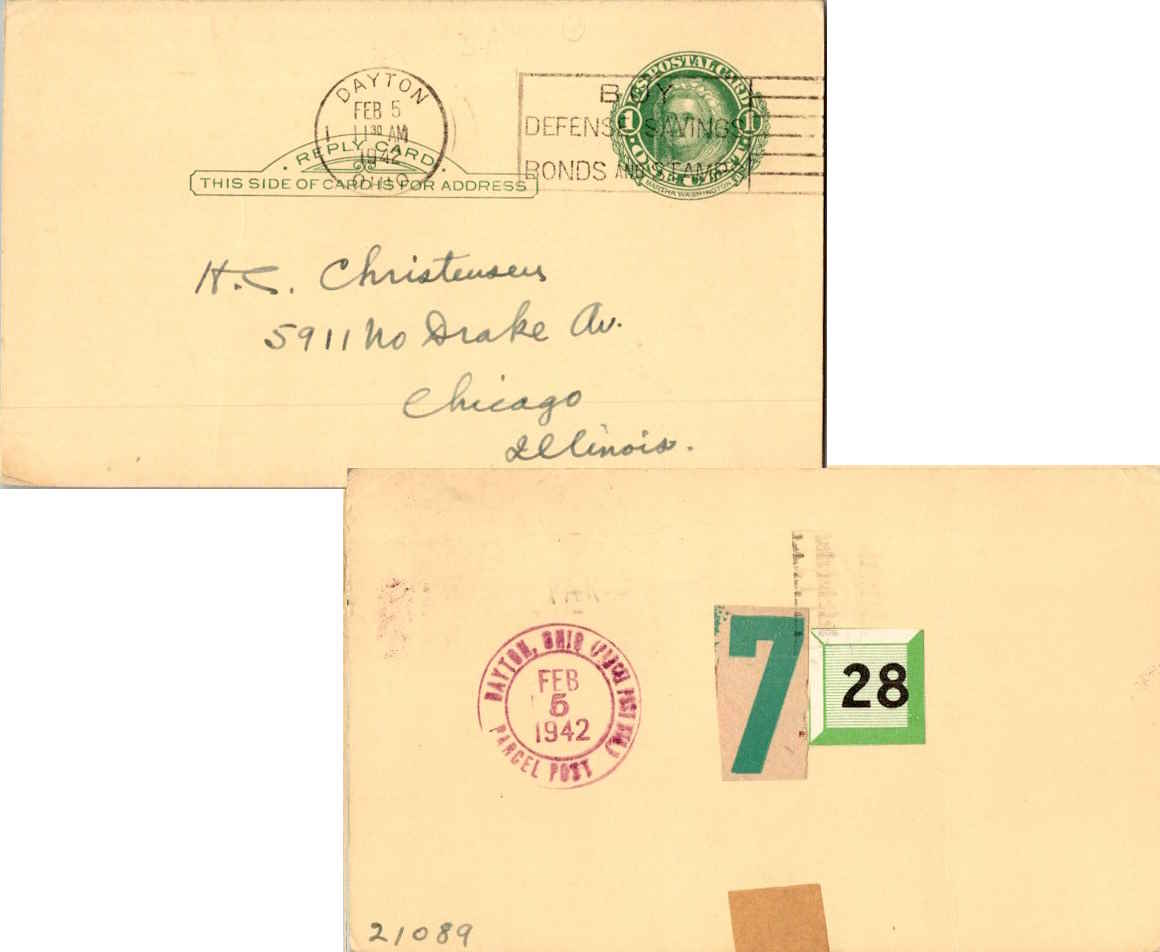 DAYTON
FEB 5
11 30 AM
1942
OHIO
BUY
DEFENSE SAVINGS
BONDS AND STAMPS
U.S. POSTAL CARD
1 1
MARTHA WASHINGTON
REPLY CARD
THIS SIDE OF CARD IS FOR ADDRESS
H.C. Christensen
5911 No Drake Av.
Chicago
Illinois.
DAYTON, OHIO
FEB
5
1942
PARCEL POST
7
28
21089